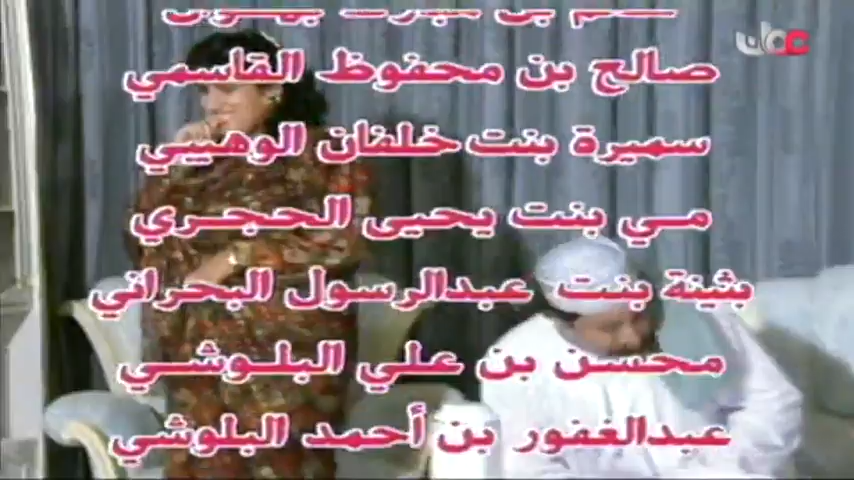 صالح بن محفوظ القاسمي
سميرة بنت خلفان الوهيبي
مي بنت يحيى الحجري
بثينة بنت عبدالرسول البحراني
محسن بن علي البلوشي
عبدالغفور بن أحمد البلوشي